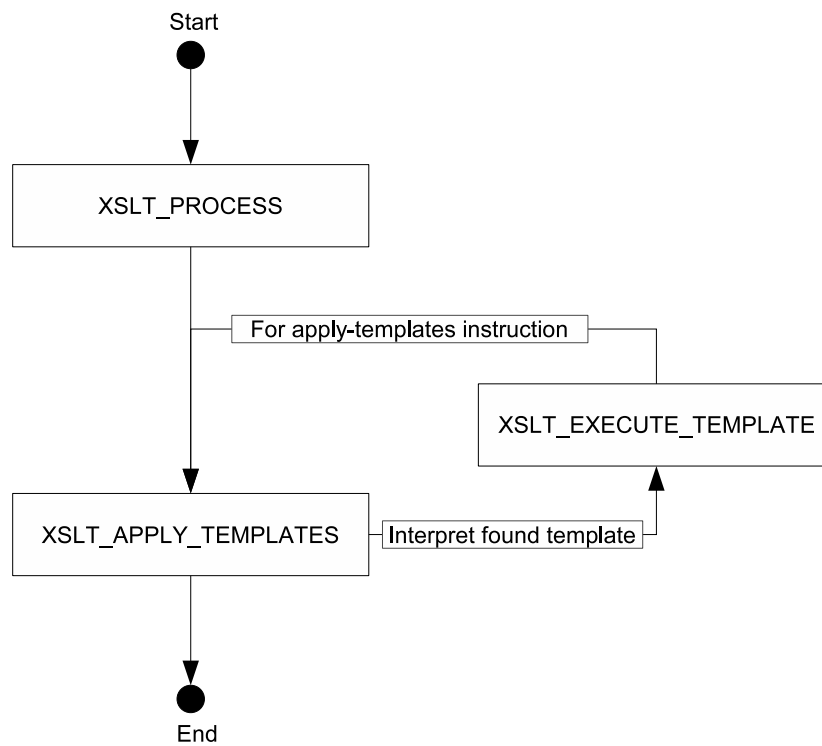 Start
XSLT_PROCESS
For apply-templates instruction
XSLT_EXECUTE_TEMPLATE
XSLT_APPLY_TEMPLATES
Interpret found template
End